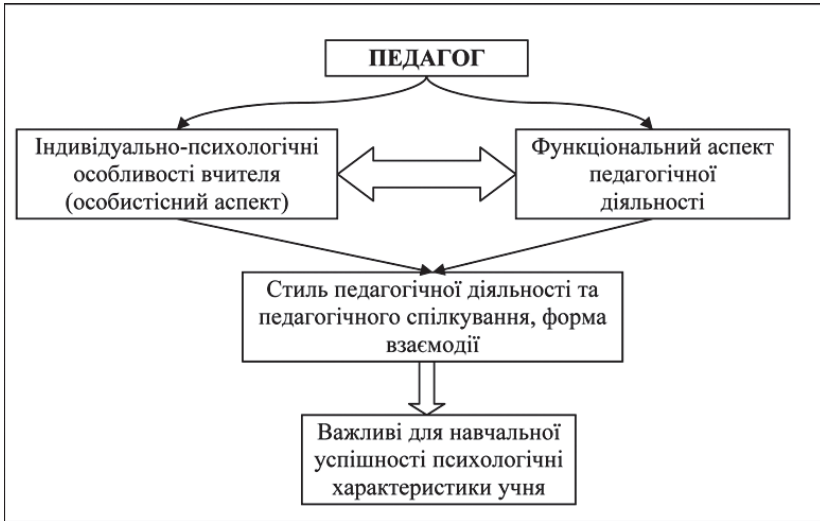 ПЕДАГОГ
Індивідуально-психологічні
особливості вчителя
(особистісний аспект)
Функціональний аспект
педагогічної
діяльності
Стиль педагогічної діяльності та
педагогічного спілкування, форма
взаємодії
Важливі для навчальної
успішності психологічні
характеристики учня